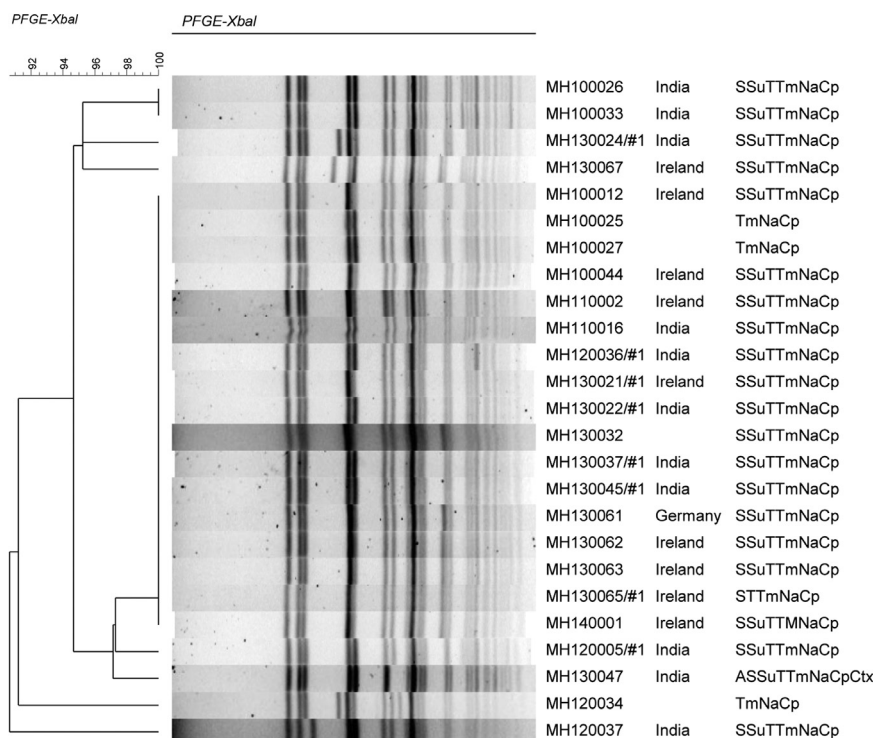 PFGE-XbaI
PFGE-XbaI
92 94 96 98 100
MH100026 India SSuTTmNaCp
MH100033 India SSuTTmNaCp
MH130024/#1 India SSuTTmNaCp
MH130067 Ireland SSuTTmNaCp
MH100012 Ireland SSuTTmNaCp
MH100025 TmNaCp
MH100027 TmNaCp
MH100044 Ireland SSuTTmNaCp
MH110002 Ireland SSuTTmNaCp
MH110016 India SSuTTmNaCp
MH120036/#1 India SSuTTmNaCp
MH130021/#1 Ireland SSuTTmNaCp
MH130022/#1 India SSuTTmNaCp
MH130032 SSuTTmNaCp
MH130037/#1 India SSuTTmNaCp
MH130045/#1 India SSuTTmNaCp
MH130061 Germany SSuTTmNaCp
MH130062 Ireland SSuTTmNaCp
MH130063 Ireland SSuTTmNaCp
MH130065/#1 Ireland STTmNaCp
MH140001 Ireland SSuTTMNaCp
MH120005/#1 India SSuTTmNaCp
MH130047 India ASSuTTmNaCpCtx
MH120034 TmNaCp
MH120037 India SSuTTmNaCp